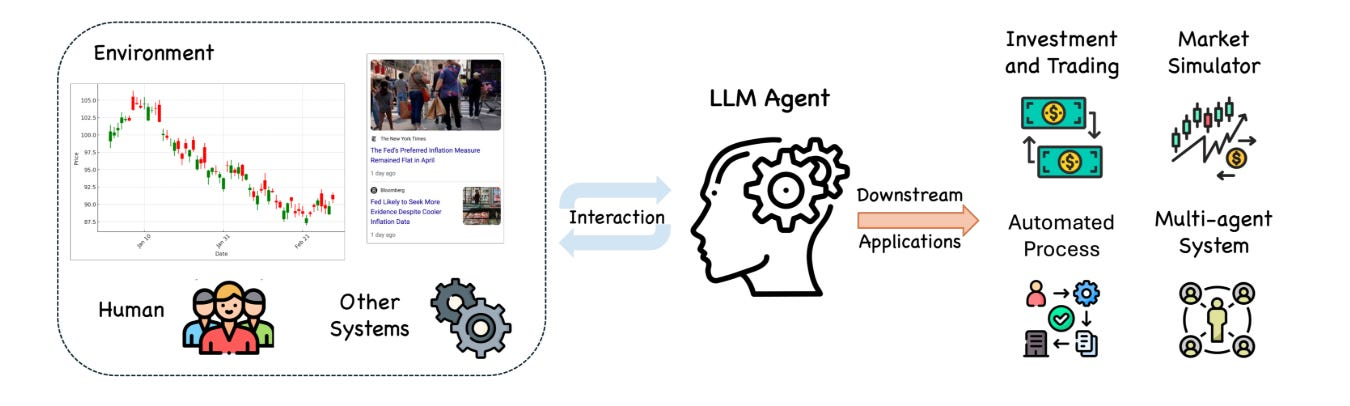 Environment
105.0
102.5
100.0
97.5
95.0
92.5
90.0
87.5
Price
Jan 10
Jan 31
Feb 21
Date
The New York Times
The Fed's Preferred Inflation Measure
Remained Flat in April
1 day ago
Bloomberg
Fed Likely to Seek More
Evidence Despite Cooler
Inflation Data
1 day ago
Human
Other
Systems
Interaction
LLM Agent
Downstream
Applications
Investment
and Trading
Market
Simulator
Automated
Process
Multi-agent
System